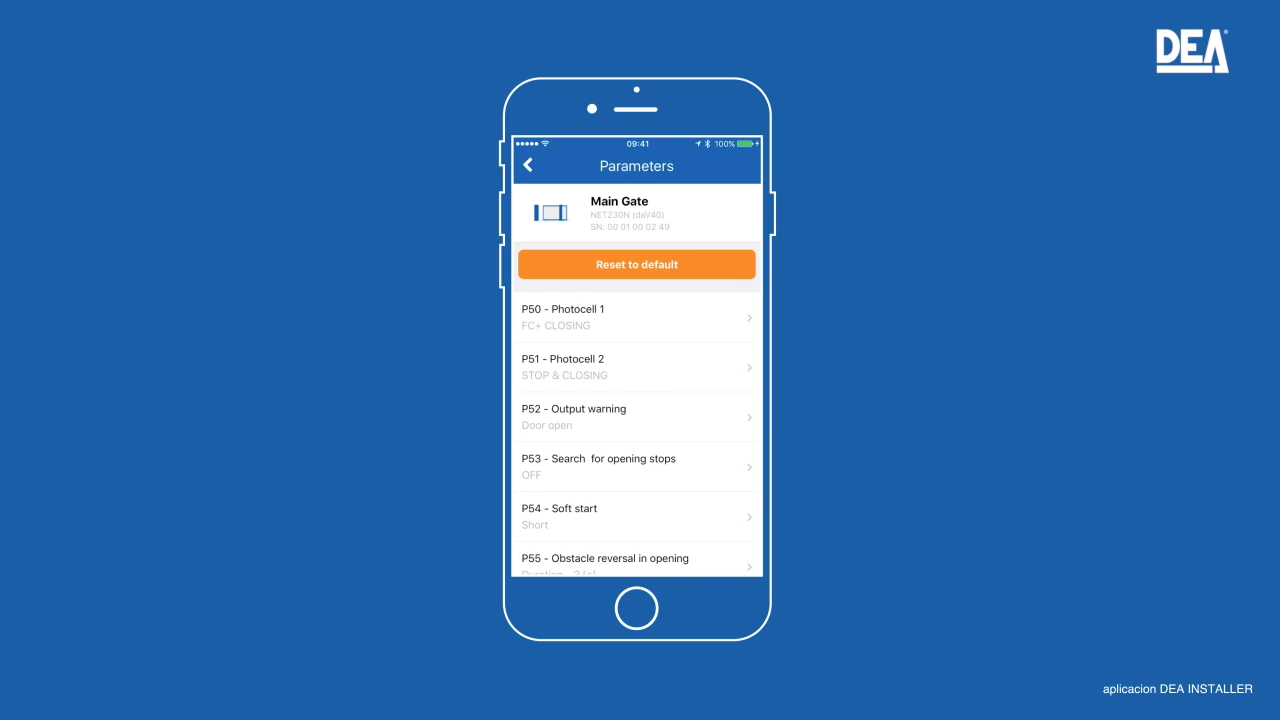 DEA
09:41
100%
Parameters
Main Gate
NET230N (daV40)
SN: 00 01 00 02 49
Reset to default
P50 - Photocell 1
FC+ CLOSING
P51 - Photocell 2
STOP & CLOSING
P52 - Output warning
Door open
P53 - Search  for opening stops
OFF
P54 - Soft start
Short
P55 - Obstacle reversal in opening
aplicacion DEA INSTALLER